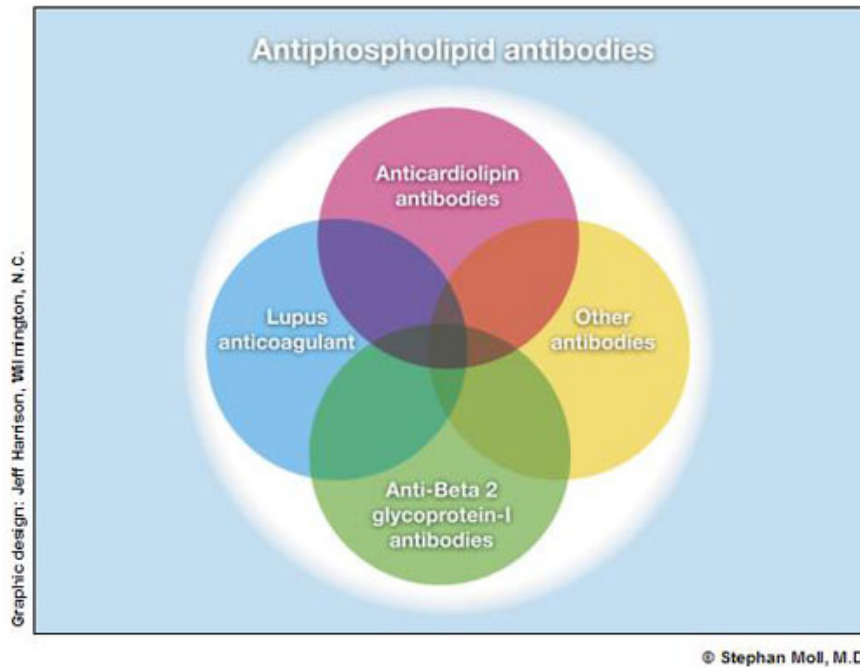 Antiphospholipid antibodies
Anticardiolipin
antibodies
Lupus
anticoagulant
Other
antibodies
Anti-Beta 2
glycoprotein-I
antibodies
Graphic design: Jeff Harrison, Wilmington, N.C.
© Stephan Moll, M.D